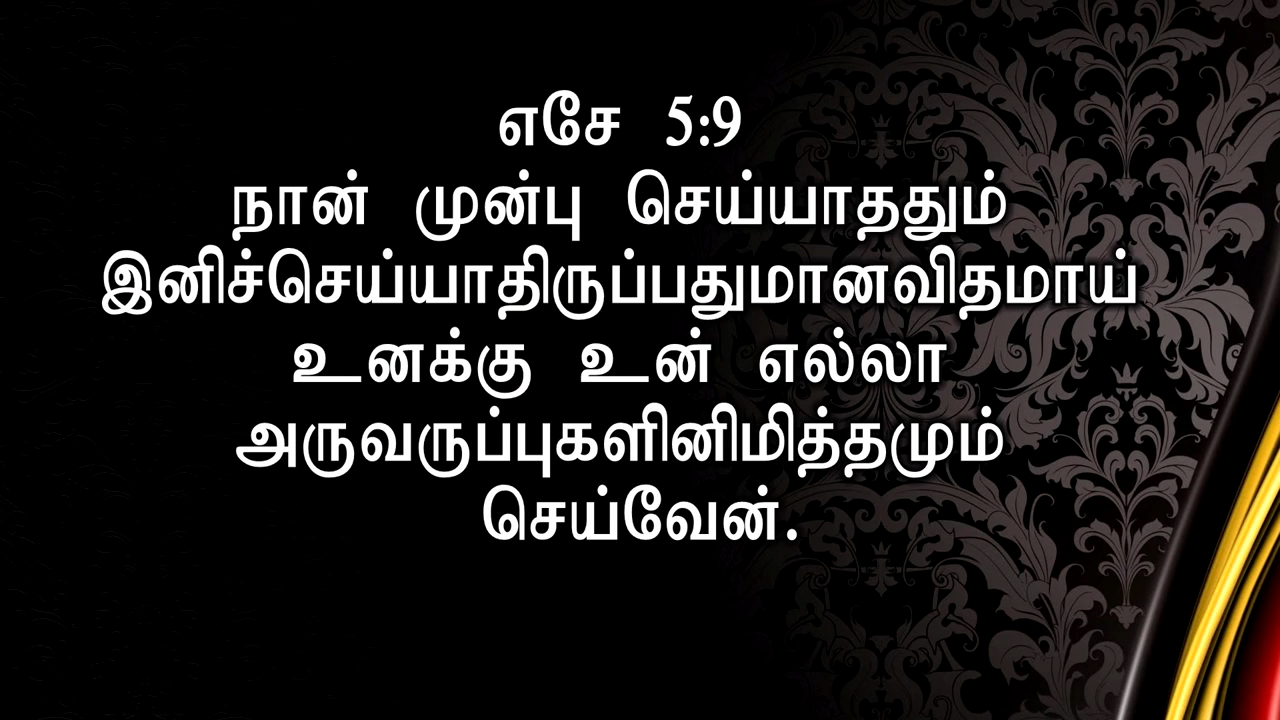 எசே 5:9
நான் முன்பு செய்யாததும்
இனிச்செய்யாதிருப்பதுமானவிதமாய்
உனக்கு உன் எல்லா
அருவருப்புகளினிமித்தமும்
செய்வேன்.